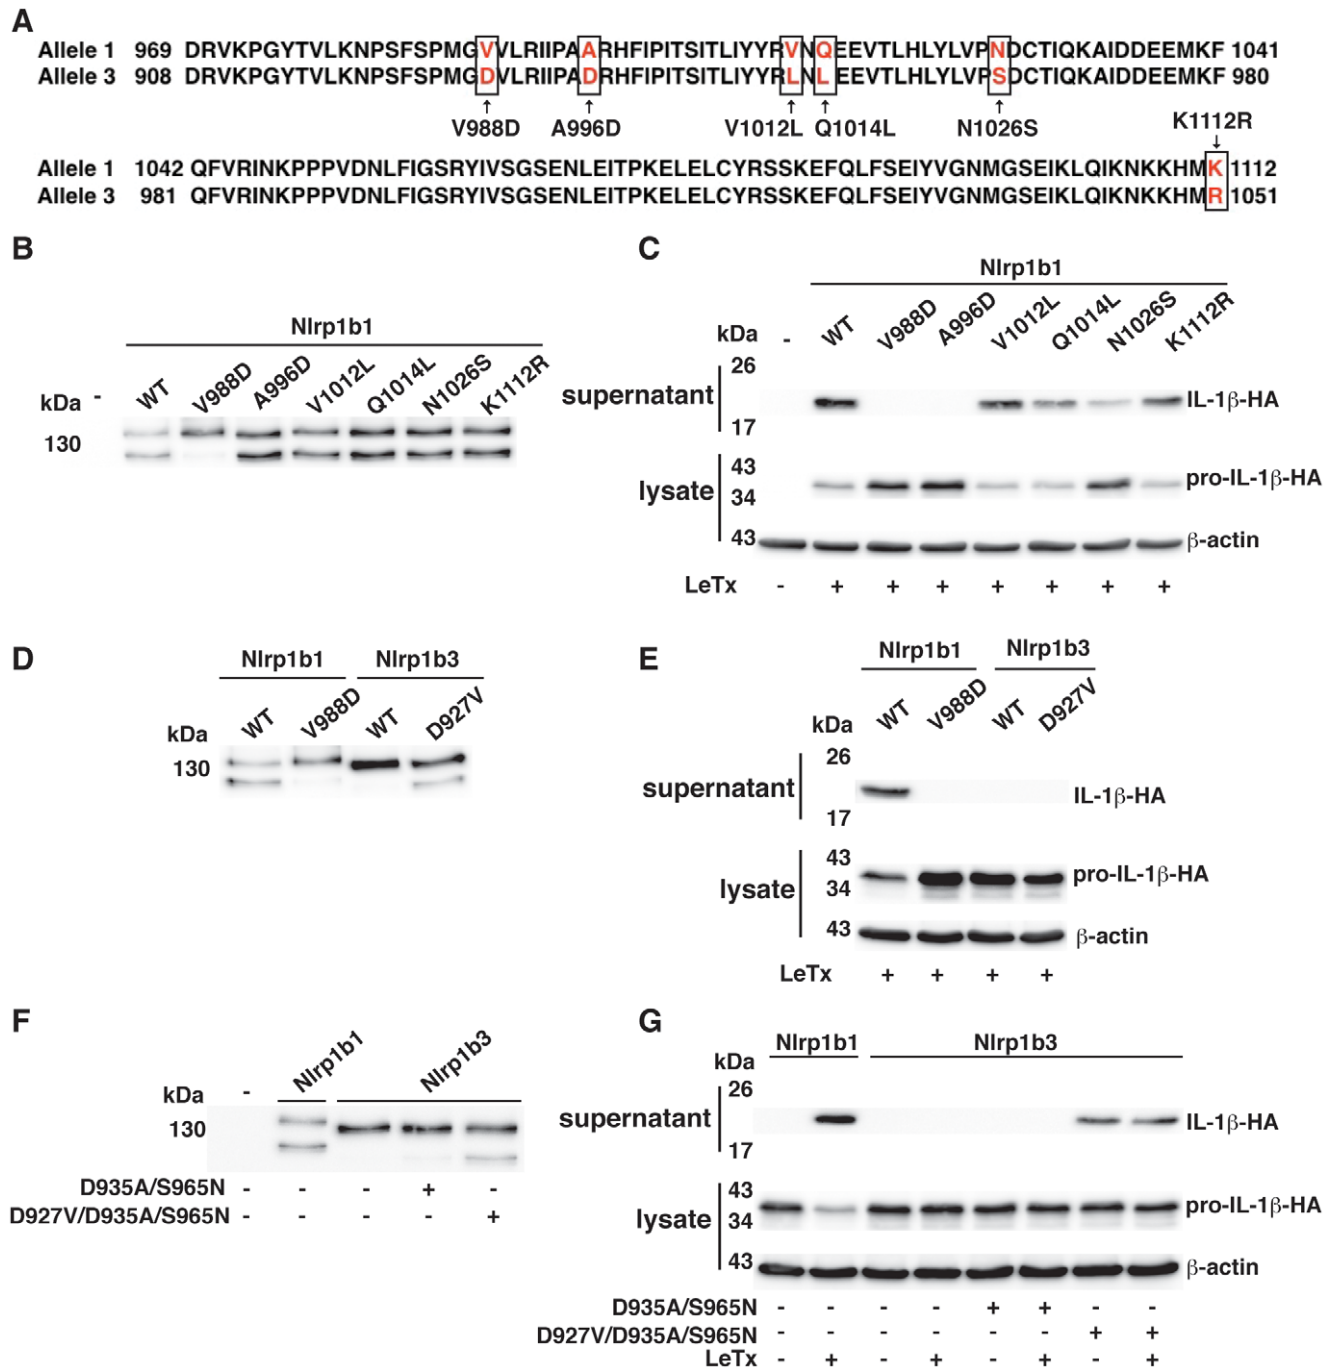 A
Allele 1 969 DRVKPGYTVLKNPSFSPMGVVLRIIPAARHFIPITSITLIYYRVNQEEVTLHLYLVPNDCTIQKAIDDEEMKF 1041
Allele 3 908 DRVKPGYTVLKNPSFSPMGDVLRIIPADRHFIPITSITLIYYRLNLEEVTLHLYLVPSDCTIQKAIDDEEMKF 980
V988D A996D V1012L Q1014L N1026S
K1112R
Allele 1 1042 QFVRINKPPPVDNLFIGSRYIVSGSENLEITPKELELCYRSSKEFQLFSEIYVGNMGSEIKLQIKNKKHMK 1112
Allele 3 981 QFVRINKPPPVDNLFIGSRYIVSGSENLEITPKELELCYRSSKEFQLFSEIYVGNMGSEIKLQIKNKKHMR 1051
B
Nlrp1b1
kDa - WT V988D A996D V1012L Q1014L N1026S K1112R
130
C
Nlrp1b1
kDa - WT V988D A996D V1012L Q1014L N1026S K1112R
26
supernatant IL-1β-HA
17
43
lysate pro-IL-1β-HA
34
43 β-actin
LeTx - + + + + + + +
D
Nlrp1b1 Nlrp1b3
kDa WT V988D WT D927V
130
E
Nlrp1b1 Nlrp1b3
kDa WT V988D WT D927V
26
supernatant IL-1β-HA
17
43
lysate pro-IL-1β-HA
34
43 β-actin
LeTx + + + +
F
kDa - Nlrp1b1 Nlrp1b3
130
D935A/S965N - - - + -
D927V/D935A/S965N - - - - +
G
Nlrp1b1 Nlrp1b3
kDa
26
supernatant IL-1β-HA
17
43
lysate pro-IL-1β-HA
34
43 β-actin
D935A/S965N - - - - + + - -
D927V/D935A/S965N - - - - - - + +
LeTx - + - + - + - +